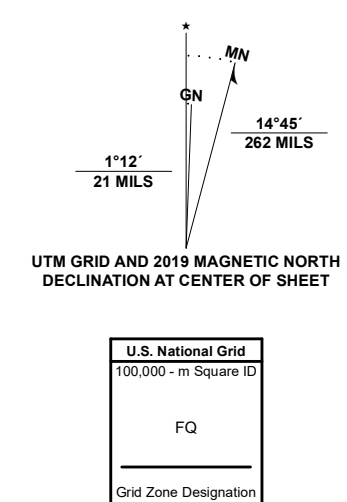 ★
MN
GN
14°45´
262 MILS
1°12´
21 MILS
UTM GRID AND 2019 MAGNETIC NORTH
DECLINATION AT CENTER OF SHEET
U.S. National Grid
100,000 - m Square ID
FQ
Grid Zone Designation